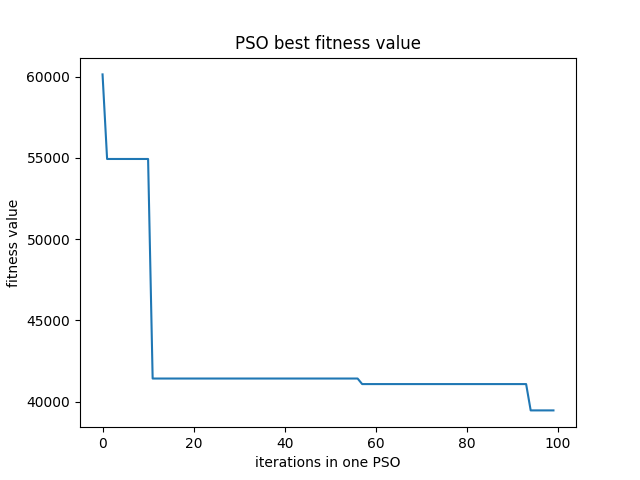 PSO best fitness value
60000
55000
50000
45000
40000
fitness value
0 20 40 60 80 100
iterations in one PSO